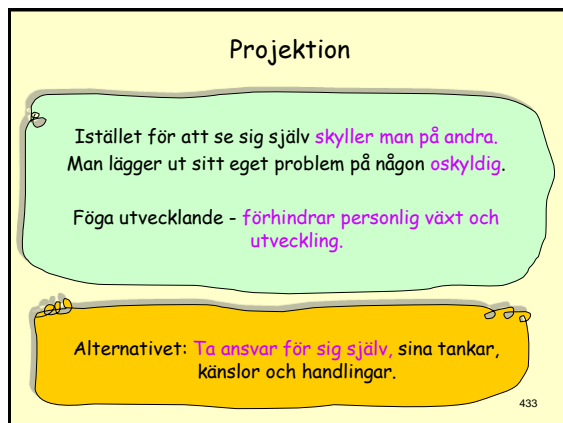 Projektion
Istället för att se sig själv skyller man på andra.
Man lägger ut sitt eget problem på någon oskyldig.
Föga utvecklande - förhindrar personlig växt och
utveckling.
Alternativet: Ta ansvar för sig själv, sina tankar,
känslor och handlingar.
433